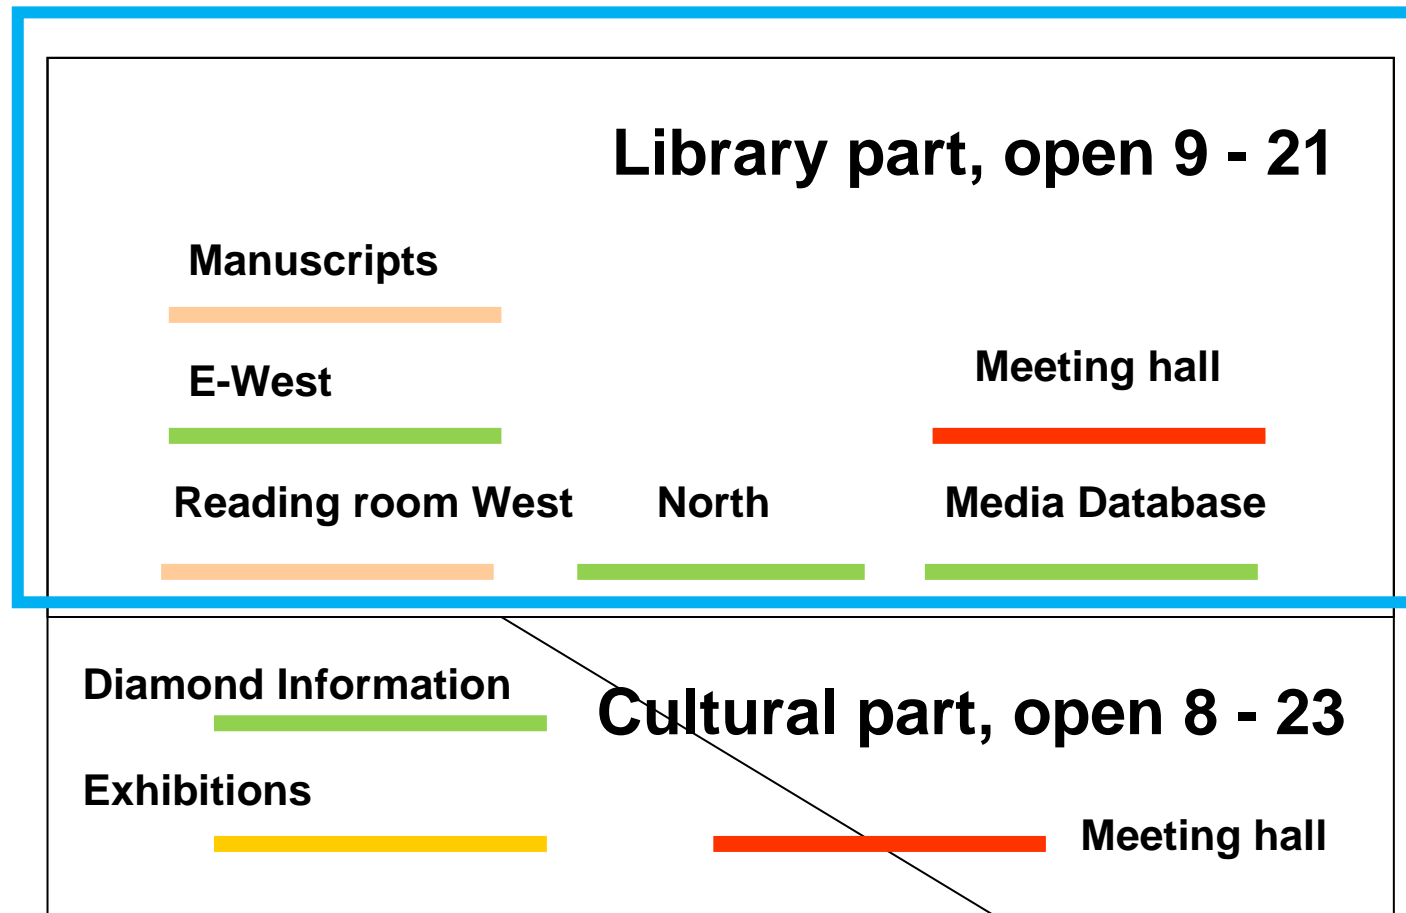 Library part, open 9 - 21
Manuscripts
E-West
Meeting hall
Reading room West
North
Media Database
Diamond Information
Cultural part, open 8 - 23
Exhibitions
Meeting hall